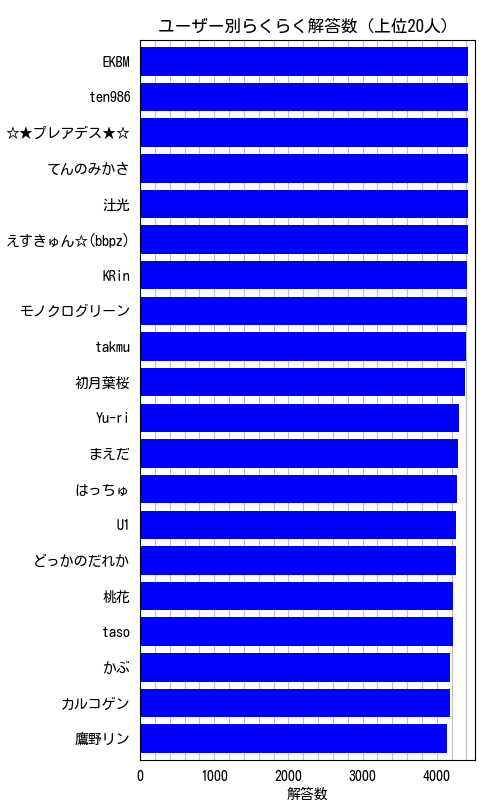 ユーザー別らくらく解答数（上位20人）
EKBM
ten986
☆★プレアデス★☆
てんのみかさ
汢光
えすきゅん☆(bbpz)
KRin
モノクログリーン
takmu
初月葉桜
Yu-ri
まえだ
はっちゅ
U1
どっかのだれか
桃花
taso
かぶ
カルコゲン
鷹野リン
0 1000 2000 3000 4000
解答数